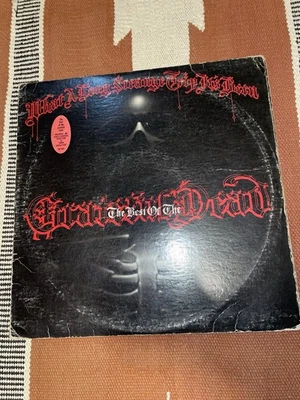 What A Long Strange Trip It's Been
Grateful Dead
The Best Of The